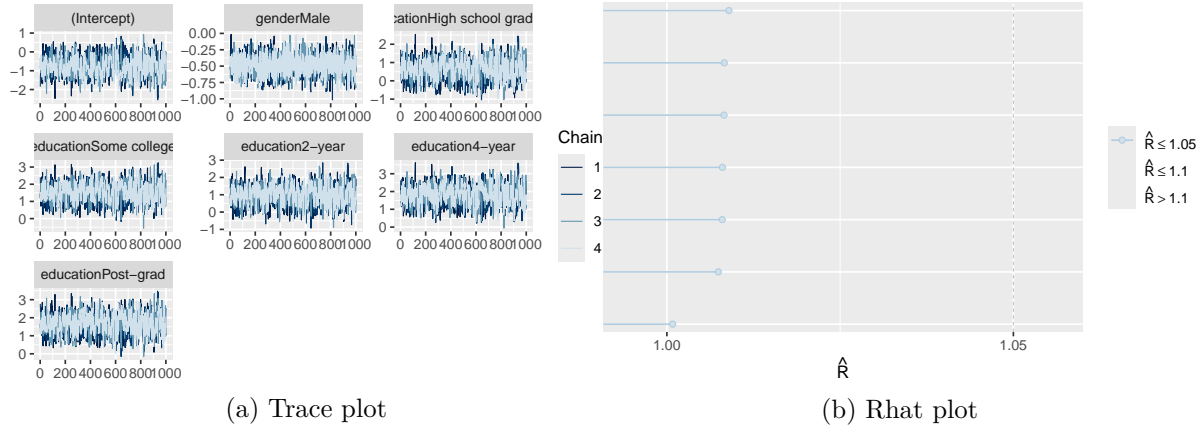 (Intercept)
genderMale
cationHigh school grad
1
0
−1
−2
0.00
−0.25
−0.50
−0.75
−1.00
2
1
0
−1
0 200 400 600 800 1000
0 200 400 600 800 1000
0 200 400 600 800 1000
educationSome college
education2−year
education4−year
3
2
1
0
3
2
1
0
−1
3
2
1
0
0 200 400 600 800 1000
0 200 400 600 800 1000
0 200 400 600 800 1000
educationPost−grad
3
2
1
0
0 200 400 600 800 1000
Chain
1
2
3
4
(a) Trace plot
R̂ ≤ 1.05
R̂ ≤ 1.1
R̂ > 1.1
1.00 1.05
R̂
(b) Rhat plot